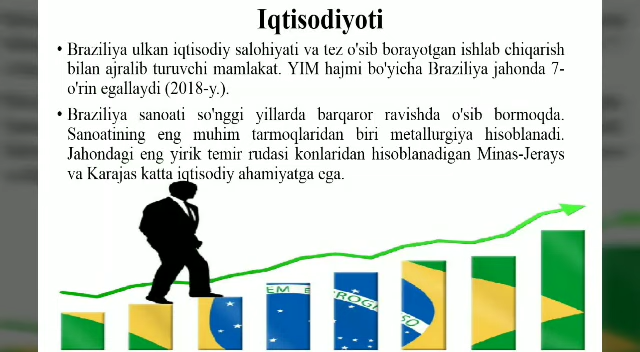 Iqtisodiyoti
• Braziliya ulkan iqtisodiy salohiyati va tez o'sib borayotgan ishlab chiqarish
bilan ajralib turuvchi mamlakat. YIM hajmi bo'yicha Braziliya jahonda 7-
o'rin egallaydi (2018-y.).
• Braziliya sanoati so'nggi yillarda barqaror ravishda o'sib bormoqda.
Sanoatining eng muhim tarmoqlaridan biri metallurgiya hisoblanadi.
Jahondagi eng yirik temir rudasi konlaridan hisoblanadigan Minas-Jerays
va Karajas katta iqtisodiy ahamiyatga ega.
EM